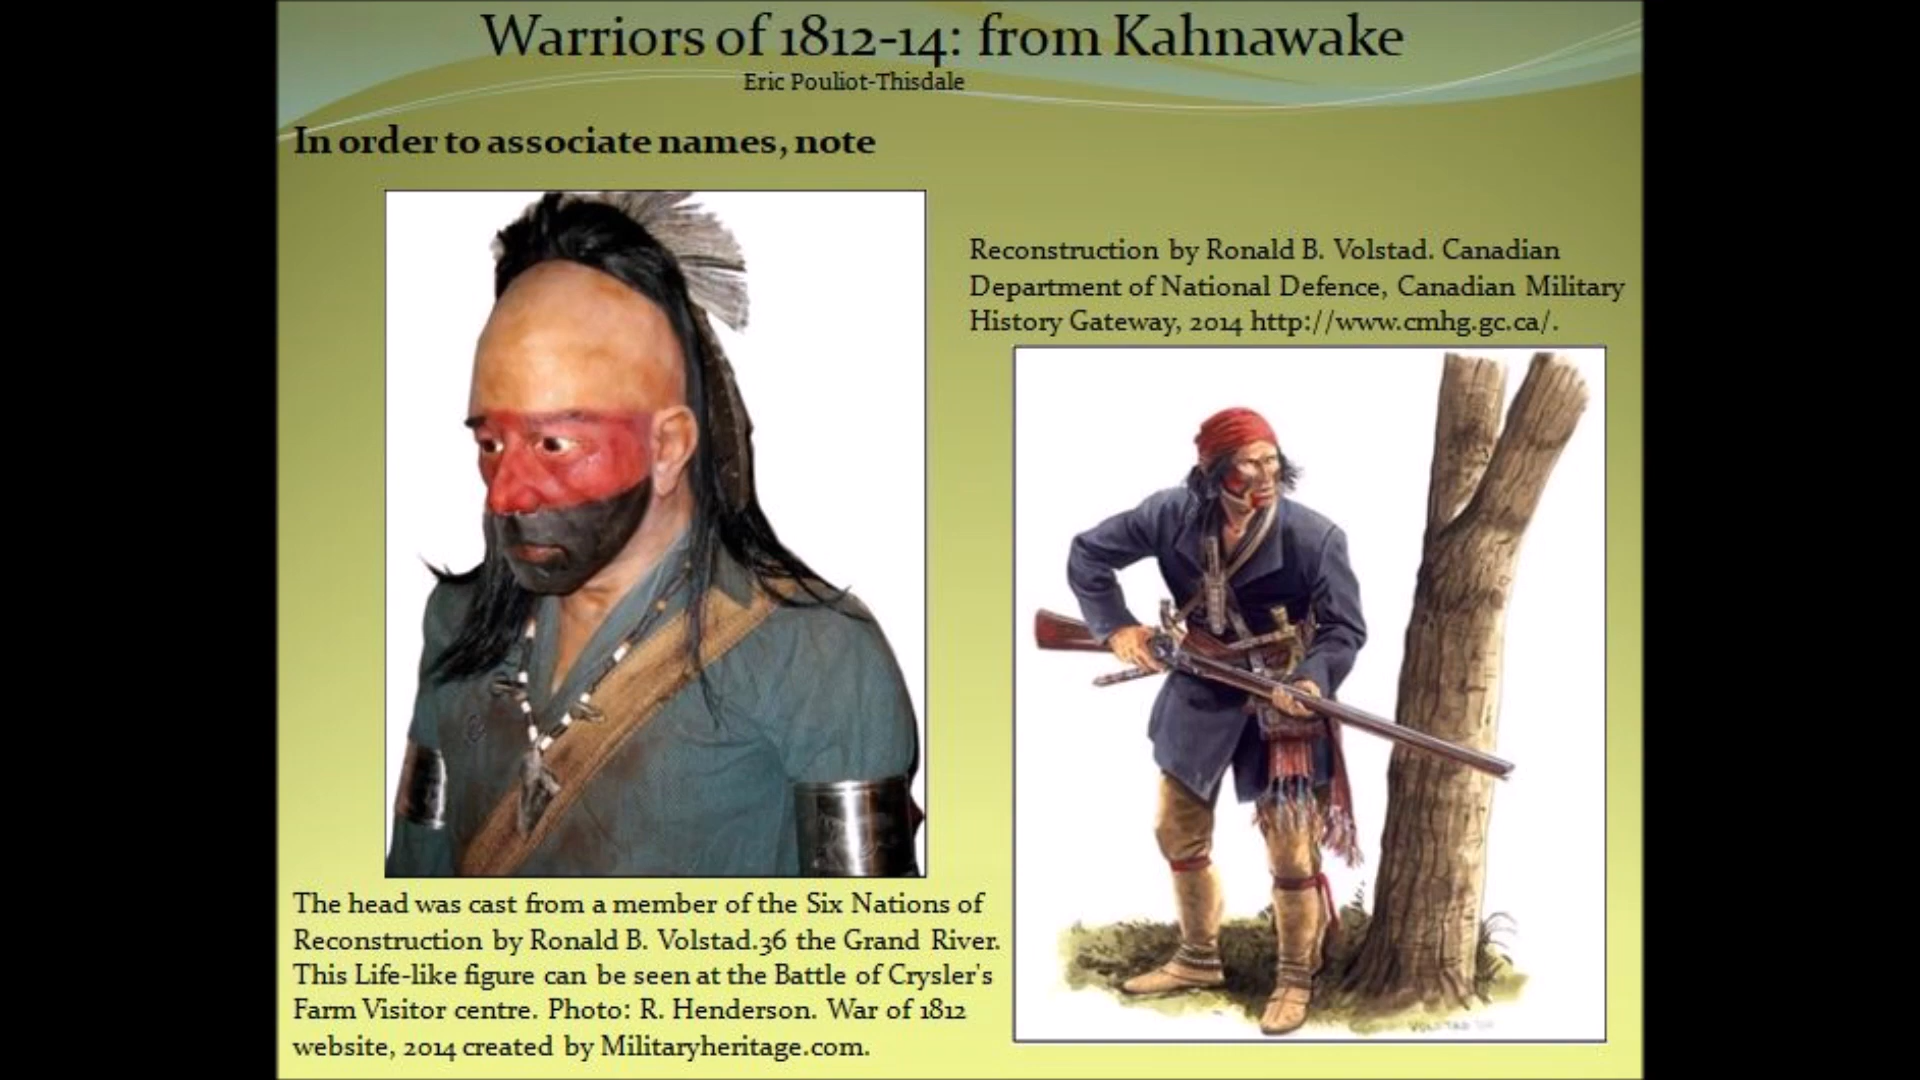 Warriors of 1812-14: from Kahnawake
Eric Pouliot-Thisdale
In order to associate names, note
Reconstruction by Ronald B. Volstad. Canadian
Department of National Defence, Canadian Military
History Gateway, 2014 http://www.cmhg.gc.ca/.
The head was cast from a member of the Six Nations of
Reconstruction by Ronald B. Volstad.36 the Grand River.
This Life-like figure can be seen at the Battle of Crysler's
Farm Visitor centre. Photo: R. Henderson. War of 1812
website, 2014 created by Militaryheritage.com.